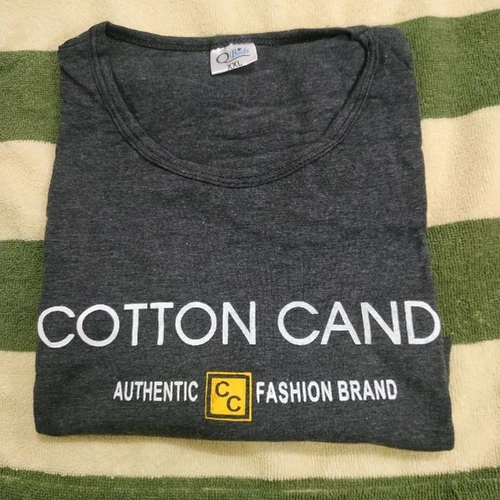 XXL
COTTON CAND
AUTHENTIC CC FASHION BRAND